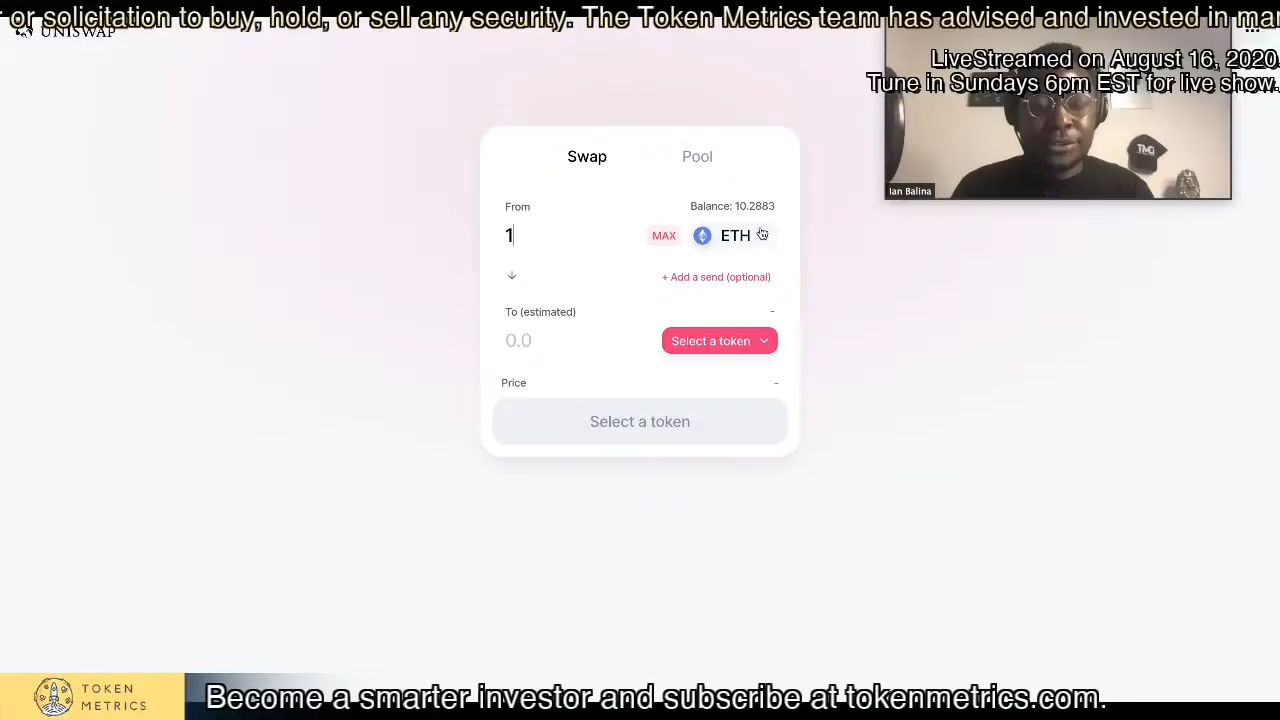 r or solicitation to buy, hold, or sell any security. The Token Metrics team has advised and invested in mar
UNISWAP
LiveStreamed on August 16, 2020.
Tune in Sundays 6pm EST for live show.
Swap
Pool
From
Balance: 10.2883
1
MAX
ETH
+ Add a send (optional)
To (estimated)
-
0.0
Select a token
Price
-
Select a token
Ian Balina
TOKEN
METRICS
Become a smarter investor and subscribe at tokenmetrics.com.